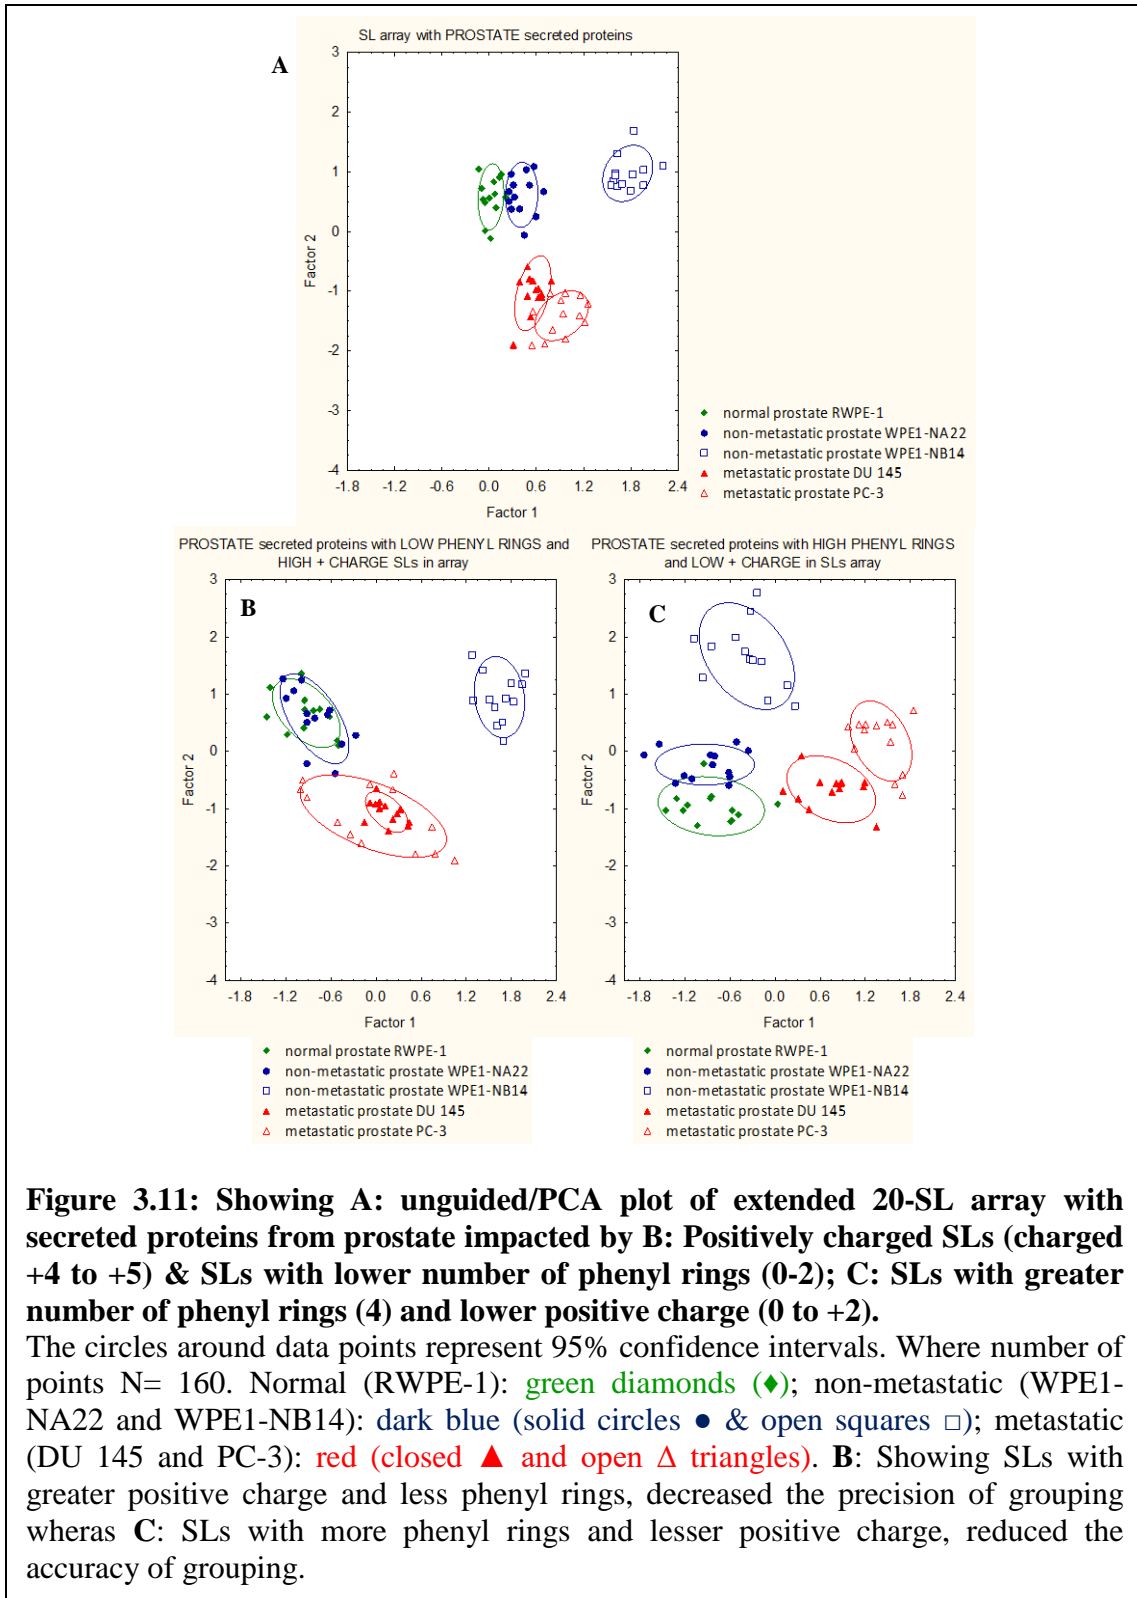 SL array with PROSTATE secreted proteins
A
3
2
1
0
-1
-2
-3
-4
Factor 2
-1.8 -1.2 -0.6 0.0 0.6 1.2 1.8 2.4
Factor 1
normal prostate RWPE-1
non-metastatic prostate WPE1-NA22
non-metastatic prostate WPE1-NB14
metastatic prostate DU 145
metastatic prostate PC-3
PROSTATE secreted proteins with LOW PHENYL RINGS and
HIGH + CHARGE SLs in array
B
3
2
1
0
-1
-2
-3
-4
Factor 2
-1.8 -1.2 -0.6 0.0 0.6 1.2 1.8 2.4
Factor 1
normal prostate RWPE-1
non-metastatic prostate WPE1-NA22
non-metastatic prostate WPE1-NB14
metastatic prostate DU 145
metastatic prostate PC-3
PROSTATE secreted proteins with HIGH PHENYL RINGS
and LOW + CHARGE in SLs array
C
3
2
1
0
-1
-2
-3
-4
Factor 2
-1.8 -1.2 -0.6 0.0 0.6 1.2 1.8 2.4
Factor 1
normal prostate RWPE-1
non-metastatic prostate WPE1-NA22
non-metastatic prostate WPE1-NB14
metastatic prostate DU 145
metastatic prostate PC-3
Figure 3.11: Showing A: unguided/PCA plot of extended 20-SL array with
secreted proteins from prostate impacted by B: Positively charged SLs (charged
+4 to +5) & SLs with lower number of phenyl rings (0-2); C: SLs with greater
number of phenyl rings (4) and lower positive charge (0 to +2).
The circles around data points represent 95% confidence intervals. Where number of
points N= 160. Normal (RWPE-1): green diamonds (♦); non-metastatic (WPE1-
NA22 and WPE1-NB14): dark blue (solid circles ● & open squares □); metastatic
(DU 145 and PC-3): red (closed ▲ and open Δ triangles). B: Showing SLs with
greater positive charge and less phenyl rings, decreased the precision of grouping
wheras C: SLs with more phenyl rings and lesser positive charge, reduced the
accuracy of grouping.